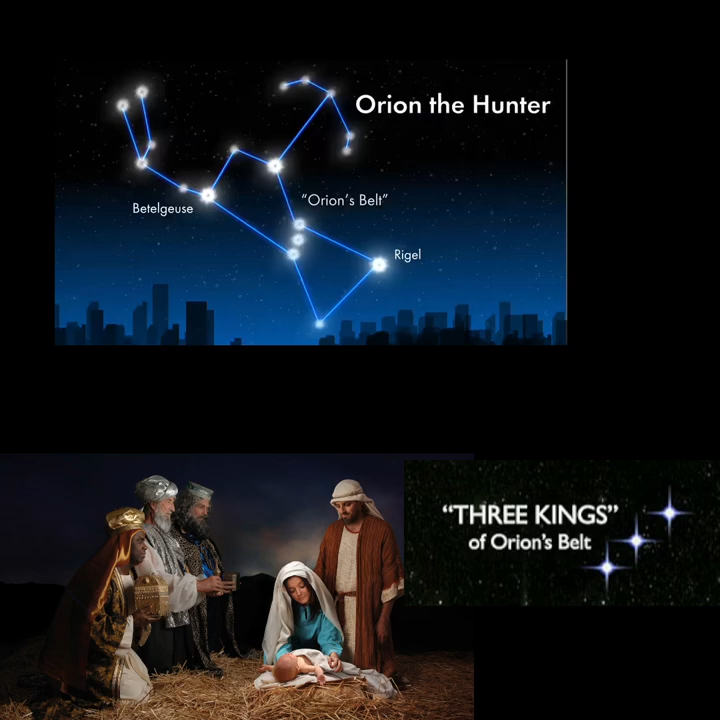 Orion the Hunter
“Orion’s Belt”
Betelgeuse
Rigel
“THREE KINGS”
of Orion’s Belt